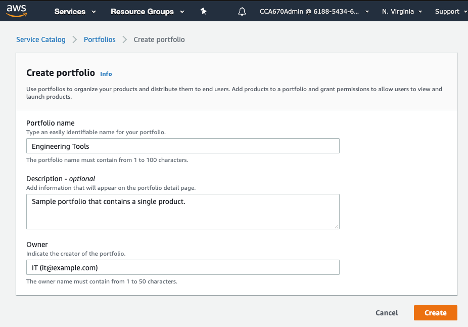 aws
Services Resource Groups CCA670Admin @ 6188-5434-6... N. Virginia Support
Service Catalog > Portfolios > Create portfolio
Create portfolio Info
Use portfolios to organize your products and distribute them to end users. Add products to a portfolio and grant permissions to allow users to view and
launch products.
Portfolio name
Type an easily identifiable name for your portfolio.
Engineering Tools
The portfolio name must contain from 1 to 100 characters.
Description - optional
Add information that will appear on the portfolio detail page.
Sample portfolio that contains a single product.
Owner
Indicate the creator of the portfolio.
IT (it@example.com)
The owner name must contain from 1 to 50 characters.
Cancel Create